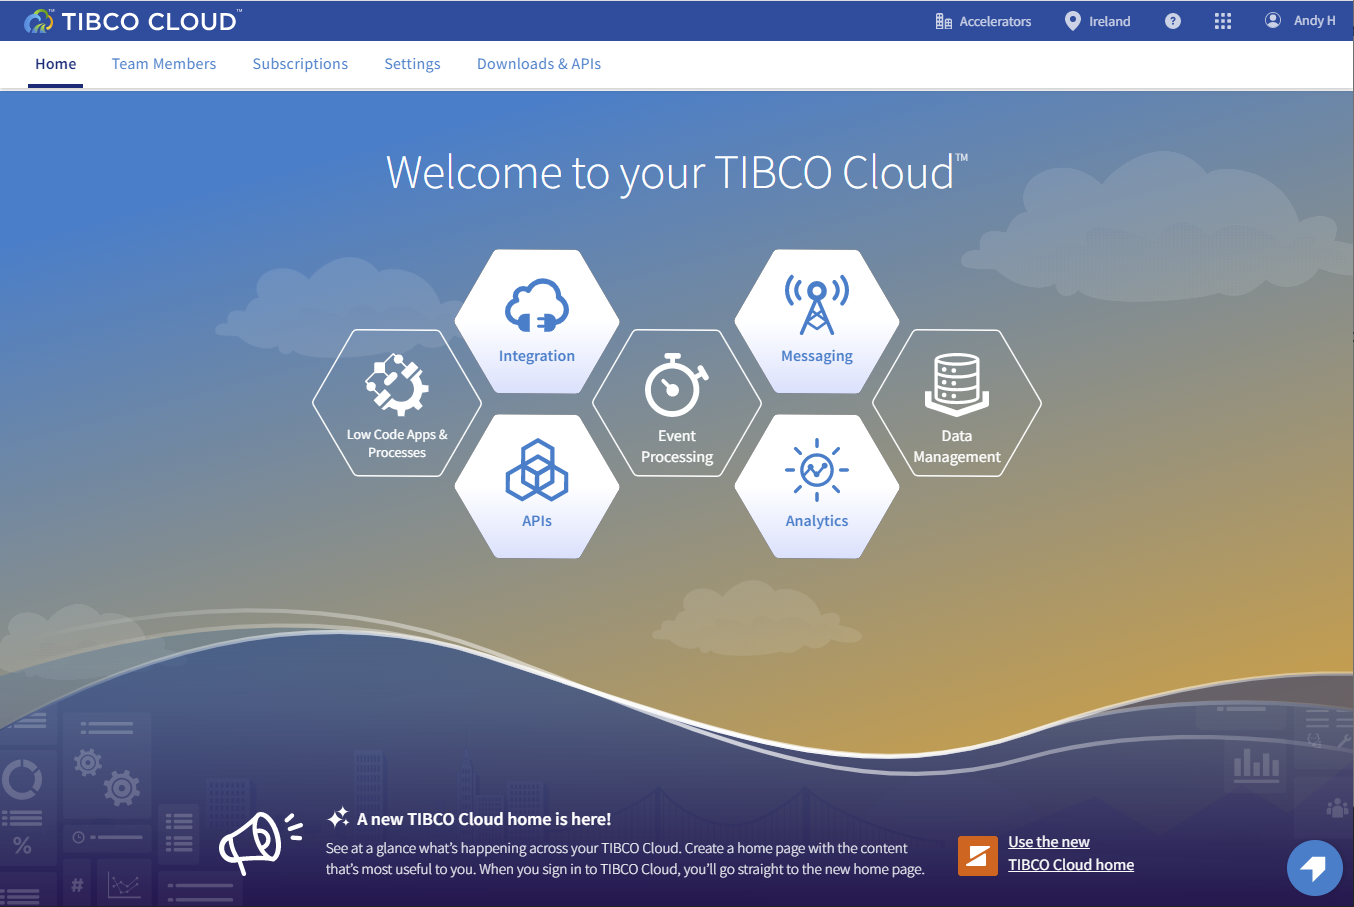 TIBCO CLOUD™
Accelerators
Ireland
?
Andy H
Home
Team Members
Subscriptions
Settings
Downloads & APIs
Welcome to your TIBCO Cloud™
Integration
Messaging
Low Code Apps &
Processes
Event
Processing
Data
Management
APIs
Analytics
%
#
A new TIBCO Cloud home is here!
See at a glance what's happening across your TIBCO Cloud. Create a home page with the content
that's most useful to you. When you sign in to TIBCO Cloud, you'll go straight to the new home page.
Use the new
TIBCO Cloud home